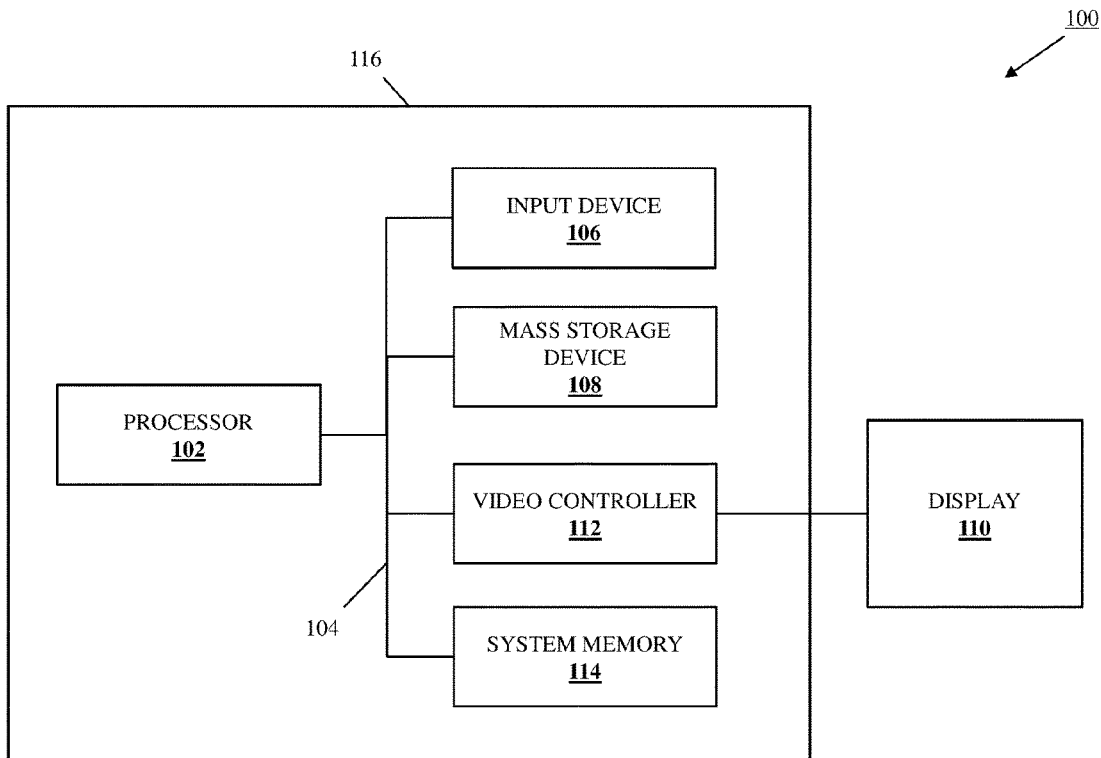 100
116
INPUT DEVICE
106
MASS STORAGE
DEVICE
108
PROCESSOR
102
VIDEO CONTROLLER
112
DISPLAY
110
104
SYSTEM MEMORY
114